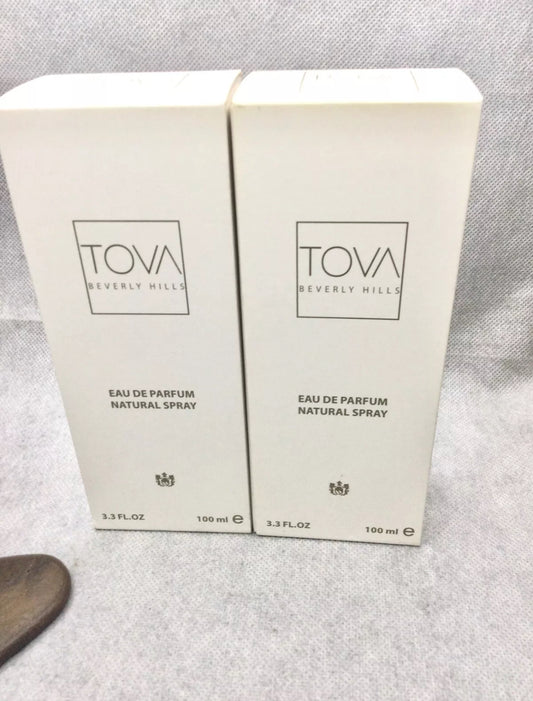 TOVA
BEVERLY HILLS
EAU DE PARFUM
NATURAL SPRAY
3.3 FL.OZ 100 ml e
TOVA
BEVERLY HILLS
EAU DE PARFUM
NATURAL SPRAY
3.3 FL.OZ 100 ml e